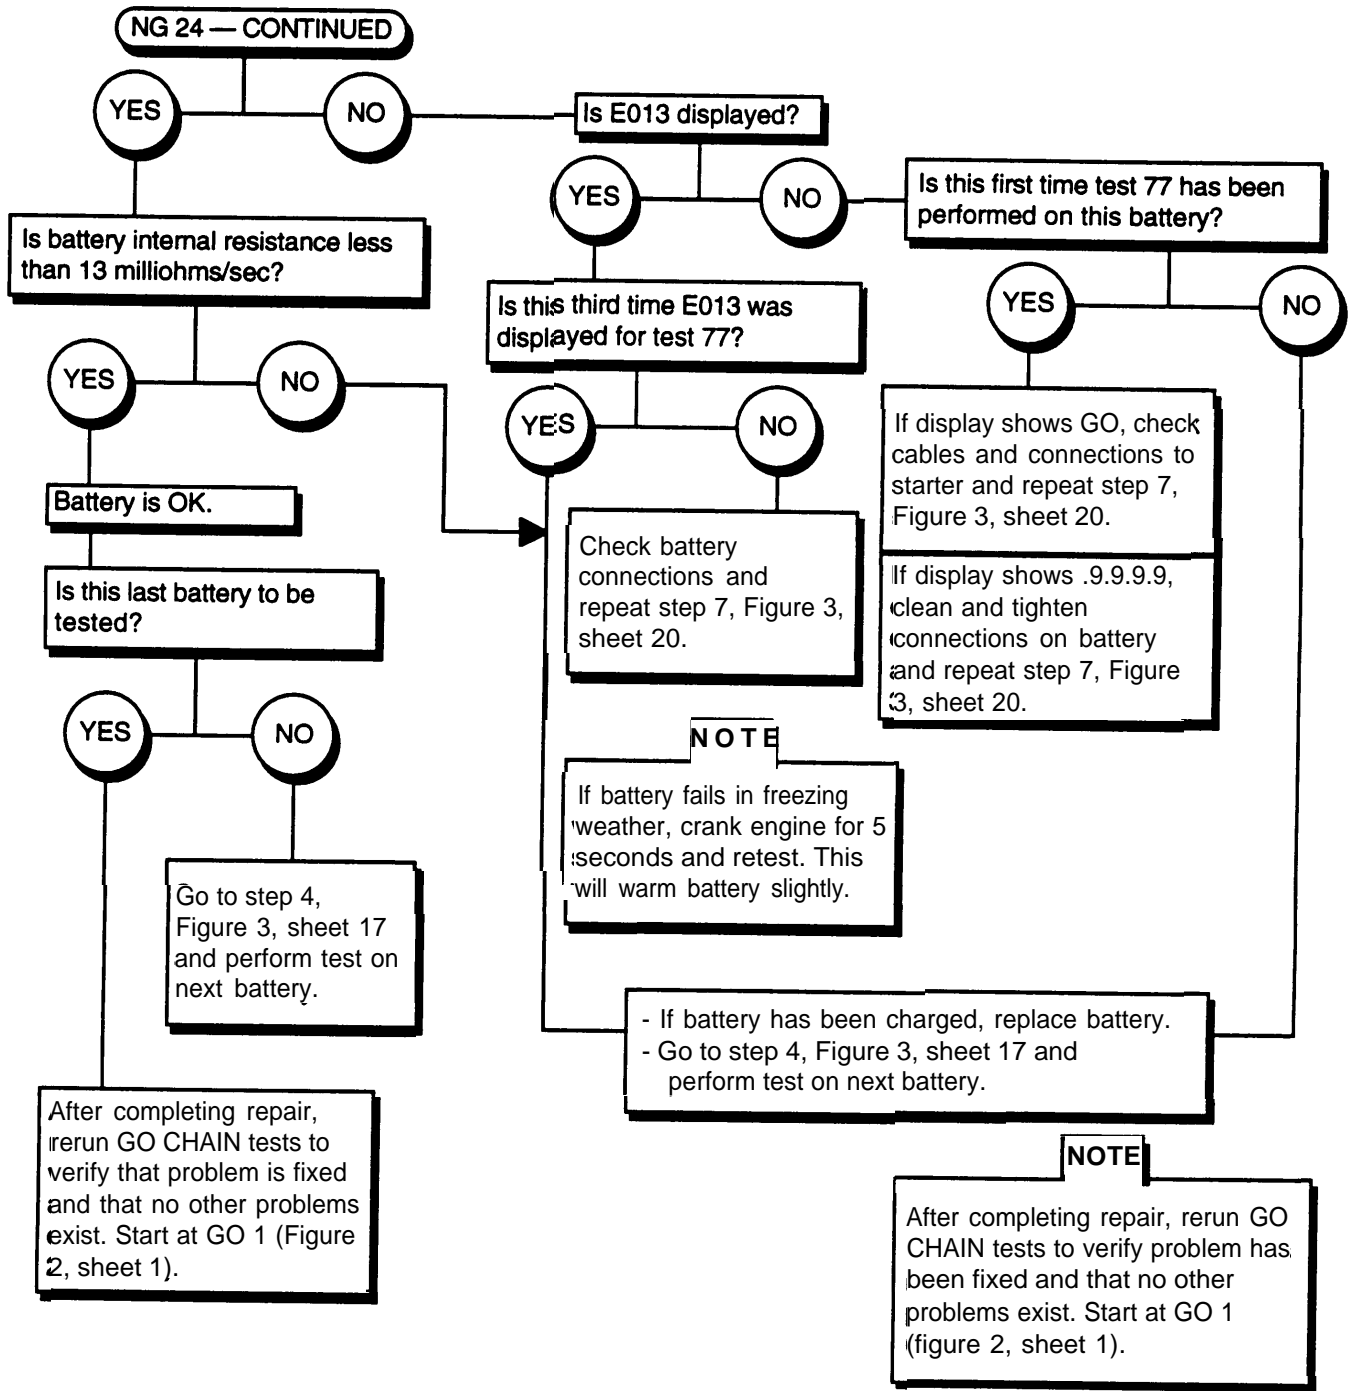 NG 24 — CONTINUED
YES
NO
Is E013 displayed?
YES
NO
Is this first time test 77 has been
performed on this battery?
Is battery internal resistance less
than 13 milliohms/sec?
Is this third time E013 was
displayed for test 77?
YES
NO
YES
NO
YES
NO
If display shows GO, check
cables and connections to
starter and repeat step 7,
Figure 3, sheet 20.
Battery is OK.
Check battery
connections and
repeat step 7, Figure 3,
sheet 20.
If display shows .9.9.9.9,
clean and tighten
connections on battery
and repeat step 7, Figure
3, sheet 20.
Is this last battery to be
tested?
YES
NO
NOTE
If battery fails in freezing
weather, crank engine for 5
seconds and retest. This
will warm battery slightly.
Go to step 4,
Figure 3, sheet 17
and perform test on
next battery.
- If battery has been charged, replace battery.
- Go to step 4, Figure 3, sheet 17 and
perform test on next battery.
After completing repair,
rerun GO CHAIN tests to
verify that problem is fixed
and that no other problems
exist. Start at GO 1 (Figure
2, sheet 1).
NOTE
After completing repair, rerun GO
CHAIN tests to verify problem has
been fixed and that no other
problems exist. Start at GO 1
(figure 2, sheet 1).